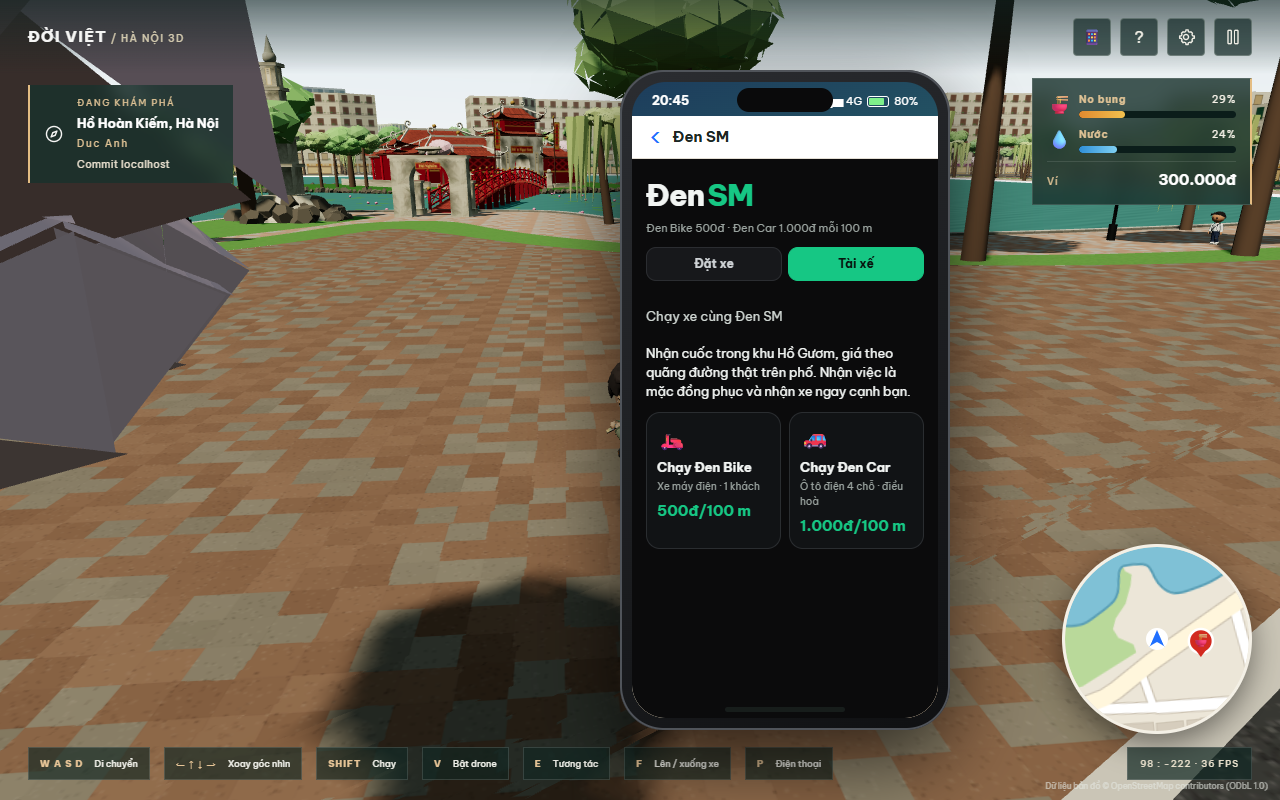 ĐỜI VIỆT / HÀ NỘI 3D
ĐANG KHÁM PHÁ
Hồ Hoàn Kiếm, Hà Nội
Duc Anh
Commit localhost
?
No bụng 29%
Nước 24%
Ví 300.000đ
20:45 4G 80%
Đen SM
ĐenSM
Đen Bike 500đ · Đen Car 1.000đ mỗi 100 m
Đặt xe Tài xế
Chạy xe cùng Đen SM
Nhận cuốc trong khu Hồ Gươm, giá theo
quãng đường thật trên phố. Nhận việc là
mặc đồng phục và nhận xe ngay cạnh bạn.
Chạy Đen Bike
Xe máy điện · 1 khách
500đ/100 m
Chạy Đen Car
Ô tô điện 4 chỗ · điều
hoà
1.000đ/100 m
W A S D Di chuyển
←↑↓→ Xoay góc nhìn
SHIFT Chạy
V Bật drone
E Tương tác
F Lên / xuống xe
P Điện thoại
98 : -222 · 36 FPS
Dữ liệu bản đồ © OpenStreetMap contributors (ODbL 1.0)